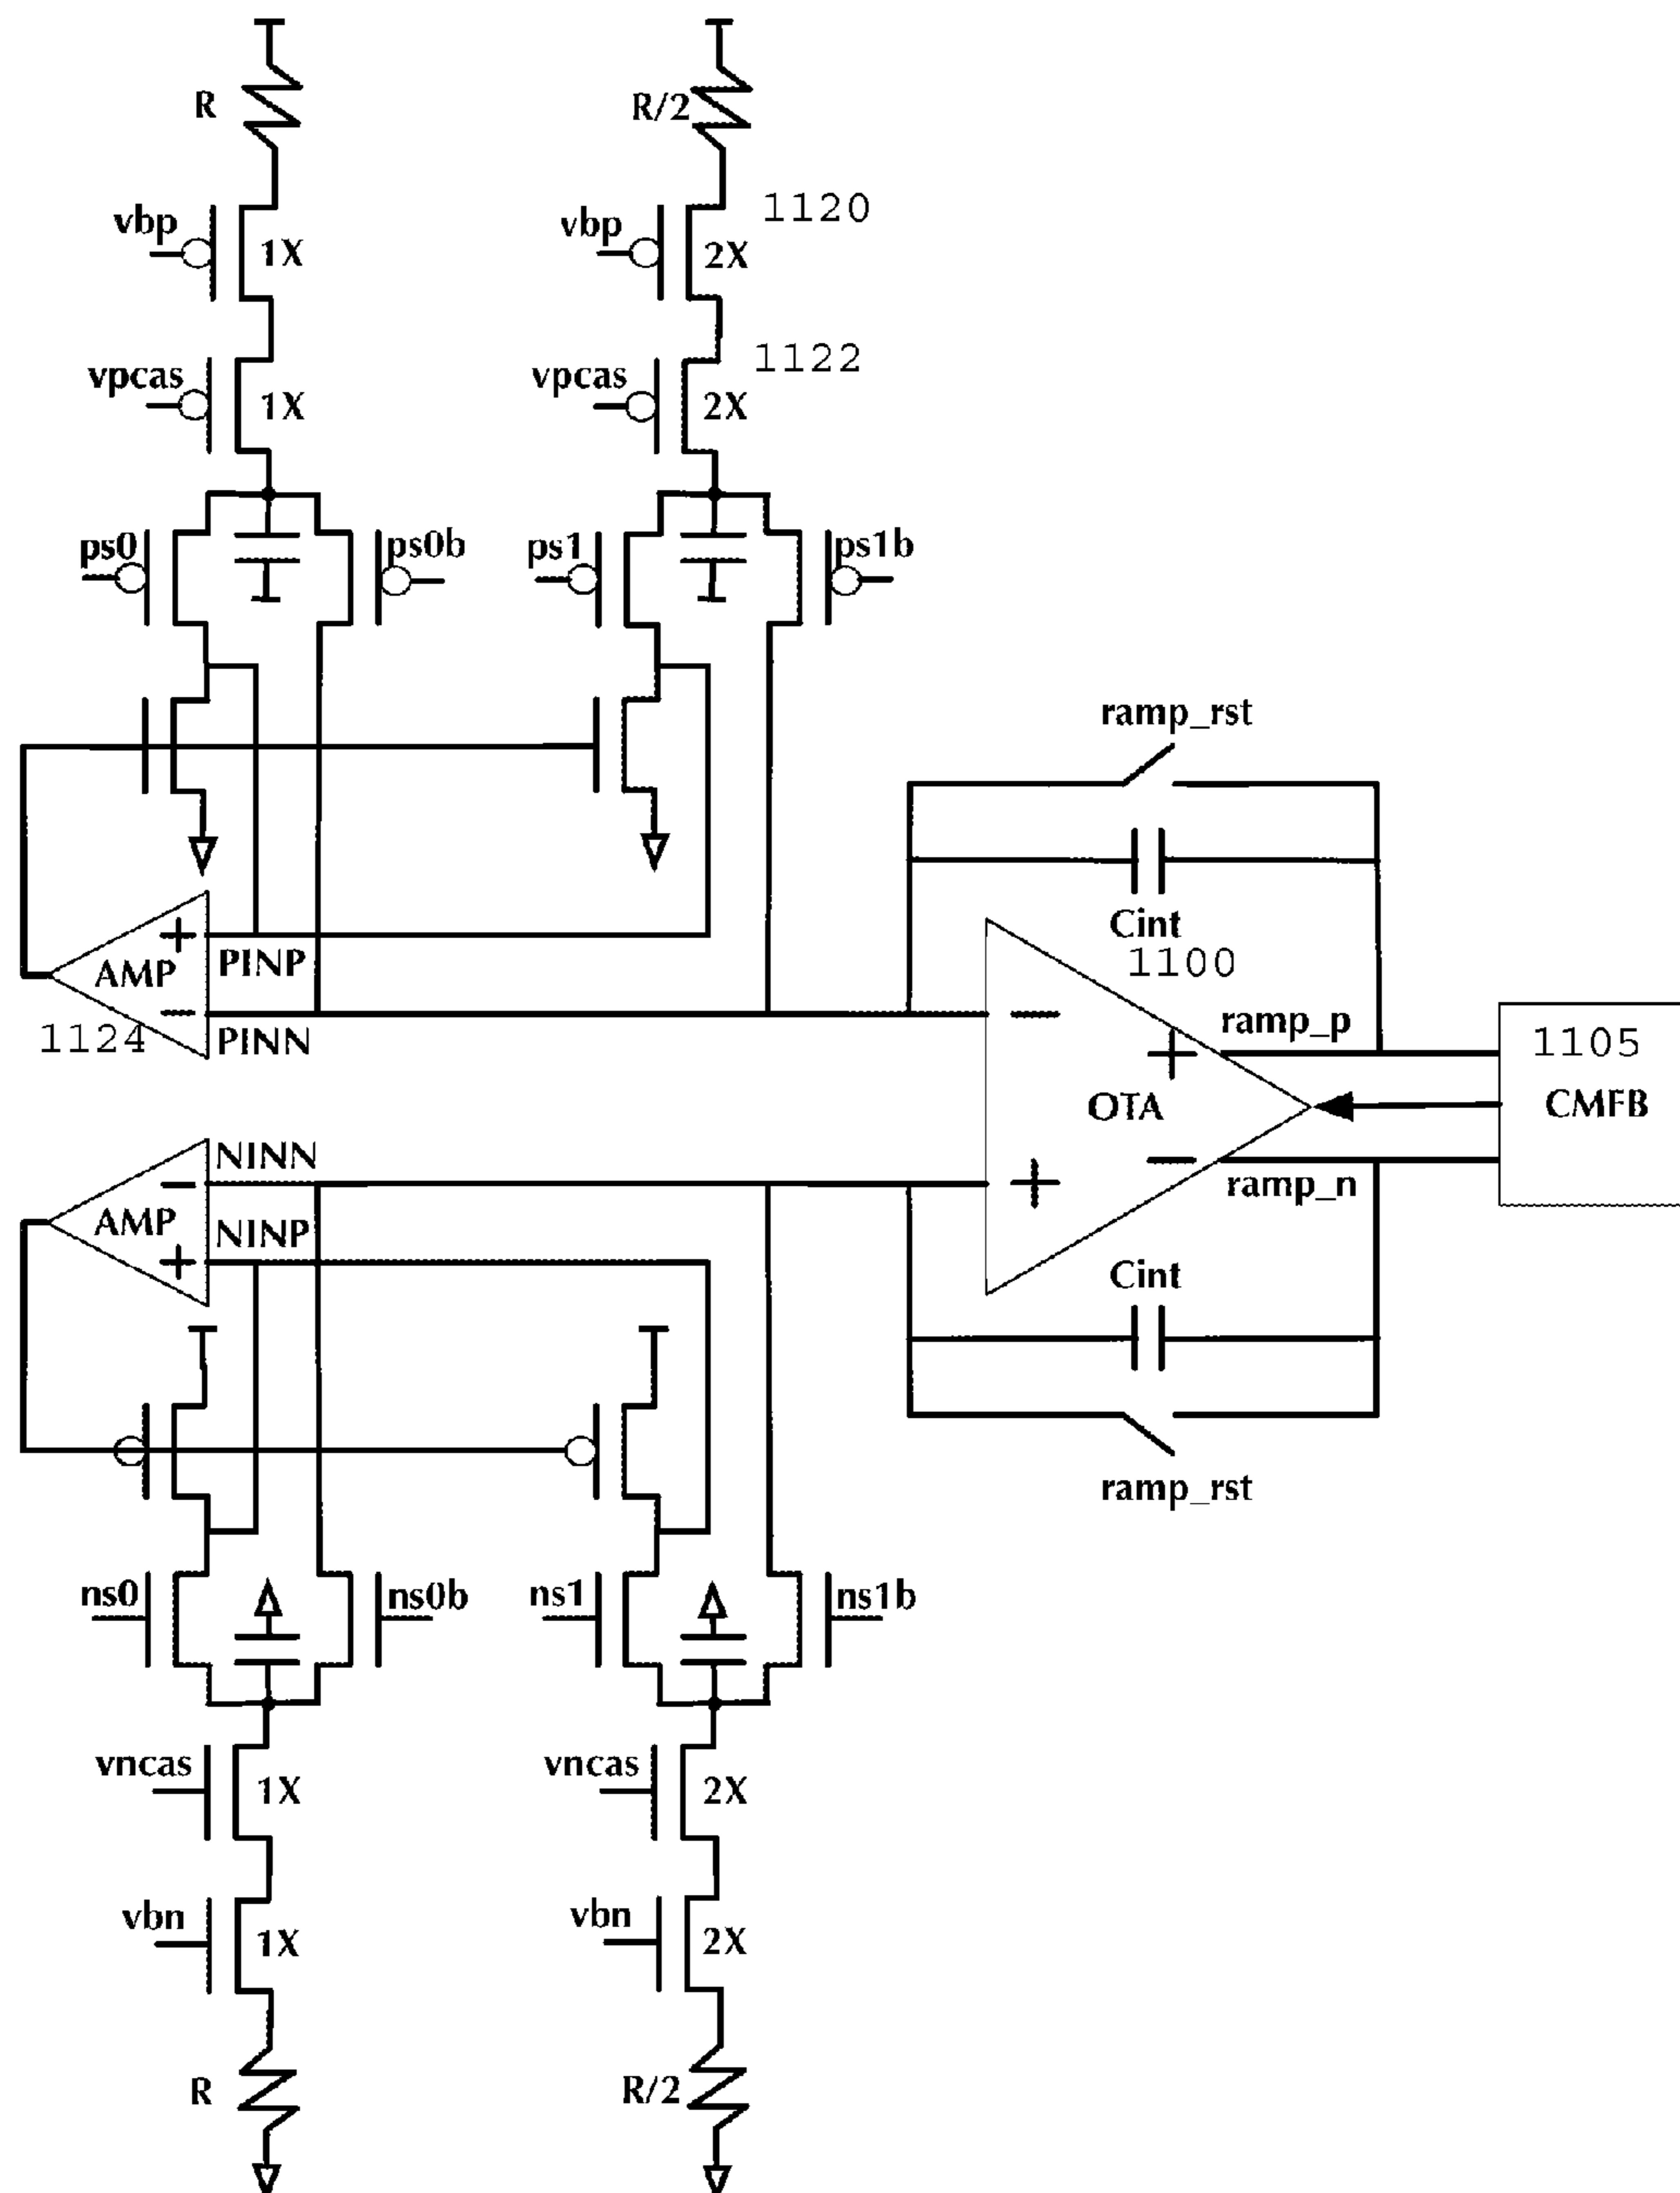 R
R/2
vbp
1X
vbp
2X
1120
vpcas
1X
vpcas
2X
1122
ps0
ps0b
ps1
ps1b
ramp_rst
Cint
+
AMP
PINP
−
PINN
1124
1100
−
+
ramp_p
OTA
+
−
ramp_n
1105
CMFB
NINN
−
AMP
NINP
+
Cint
ramp_rst
ns0
ns0b
ns1
ns1b
vncas
1X
vncas
2X
vbn
1X
vbn
2X
R
R/2